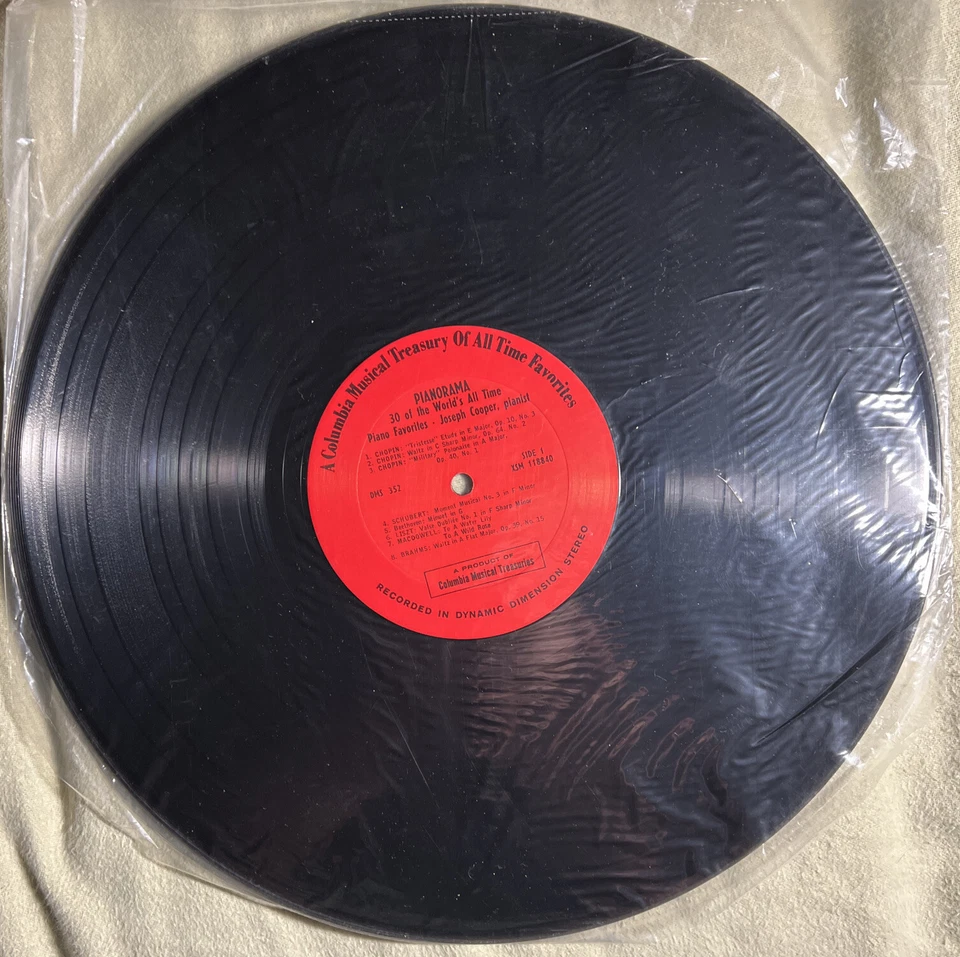 A Columbia Musical Treasury Of All Time Favorites
PIANORAMA
30 of the World's All Time
Piano Favorites - Joseph Cooper, pianist
1. CHOPIN: "Tristesse" Etude in E Major, Op. 10, No. 3
2. CHOPIN: Waltz in C Sharp Minor, Op. 64, No. 2
3. CHOPIN: "Military" Polonaise in A Major,
Op. 40, No. 1
SIDE 1
DMS 352
XSM 118840
4. SCHUBERT: Moment Musical No. 3 in F Minor
5. Beethoven: Minuet in G
6. LISZT: Valse Oubliée No. 1 in F Sharp Minor
7. MACDOWELL: To A Water Lily
To A Wild Rose
8. BRAHMS: Waltz in A Flat Major, Op. 39, No. 15
A PRODUCT OF
Columbia Musical Treasuries
RECORDED IN DYNAMIC DIMENSION STEREO